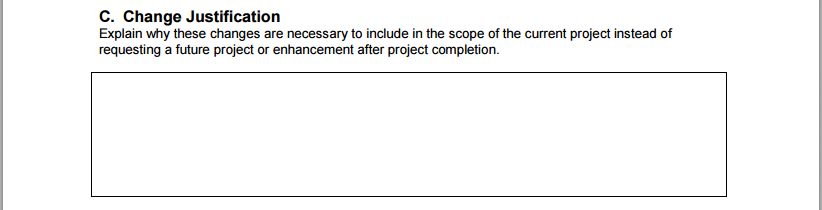 C. Change Justification
Explain why these changes are necessary to include in the scope of the current project instead of
requesting a future project or enhancement after project completion.